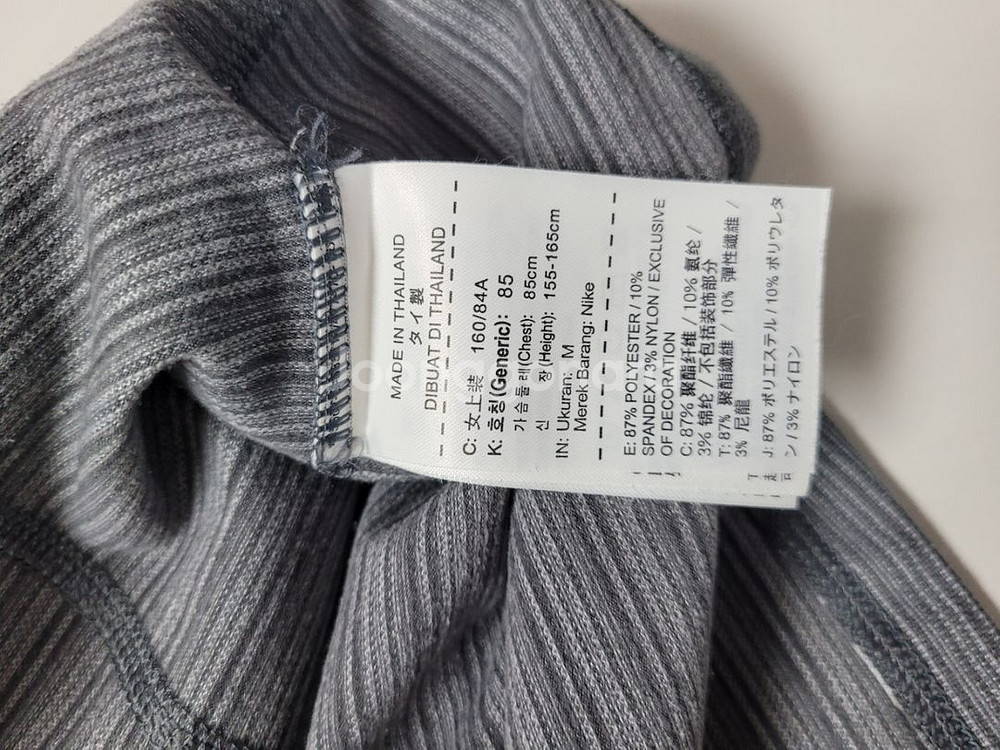 MADE IN THAILAND
タイ製
DIBUAT DI THAILAND
C: 女上装 160/84A
K: 호칭(Generic): 85
가슴둘레(Chest): 85cm
신 장 (Height): 155-165cm
IN: Ukuran: M
Merek Barang: Nike
E: 87% POLYESTER / 10%
SPANDEX / 3% NYLON / EXCLUSIVE
OF DECORATION
C: 87% 聚酯纤维 / 10% 氨纶 /
3% 锦纶 / 不包括装饰部分
T: 87% 聚酯纖維 / 10% 彈性纖維 /
3% 尼龍
J: 87% ポリエステル / 10% ポリウレタ
ン / 3% ナイロン